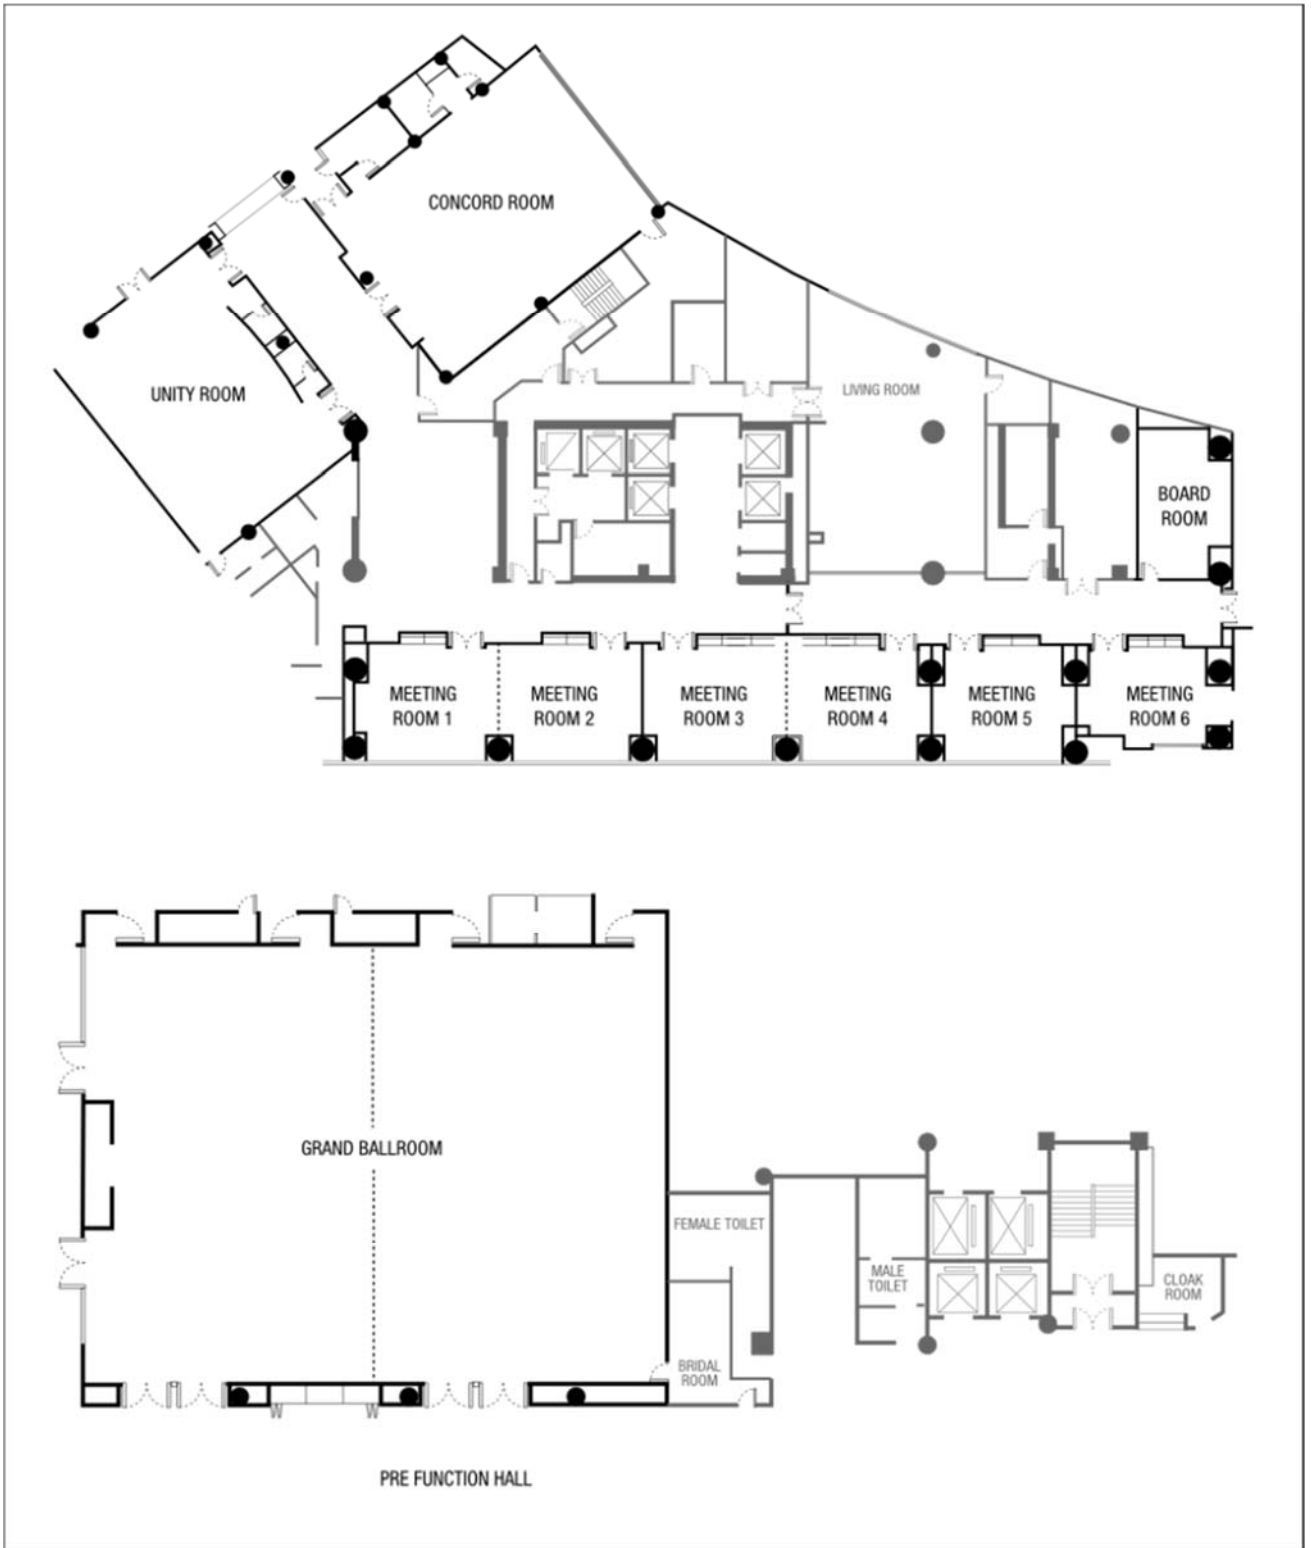 CONCORD ROOM
UNITY ROOM
LIVING ROOM
BOARD
ROOM
MEETING
ROOM 1
MEETING
ROOM 2
MEETING
ROOM 3
MEETING
ROOM 4
MEETING
ROOM 5
MEETING
ROOM 6
GRAND BALLROOM
FEMALE TOILET
MALE
TOILET
CLOAK
ROOM
BRIDAL
ROOM
PRE FUNCTION HALL